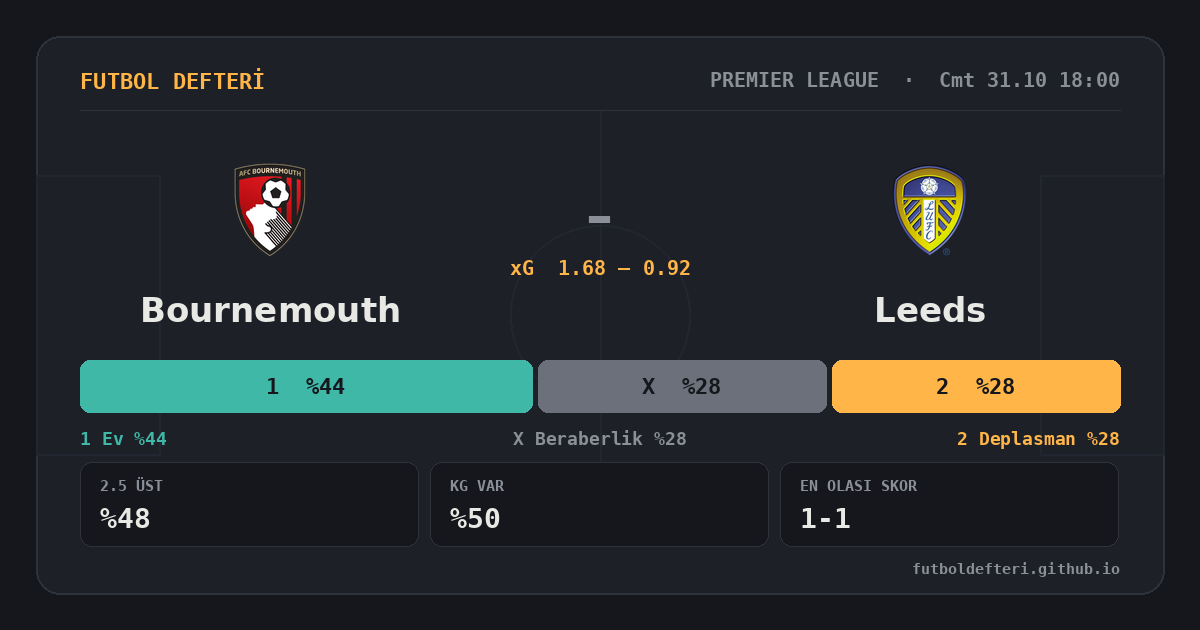 FUTBOL DEFTERİ
PREMIER LEAGUE · Cmt 31.10 18:00
AFC BOURNEMOUTH
LUFC
–
xG 1.68 – 0.92
Bournemouth
Leeds
1 %44
X %28
2 %28
1 Ev %44
X Beraberlik %28
2 Deplasman %28
2.5 ÜST
%48
KG VAR
%50
EN OLASI SKOR
1-1
futboldefteri.github.io